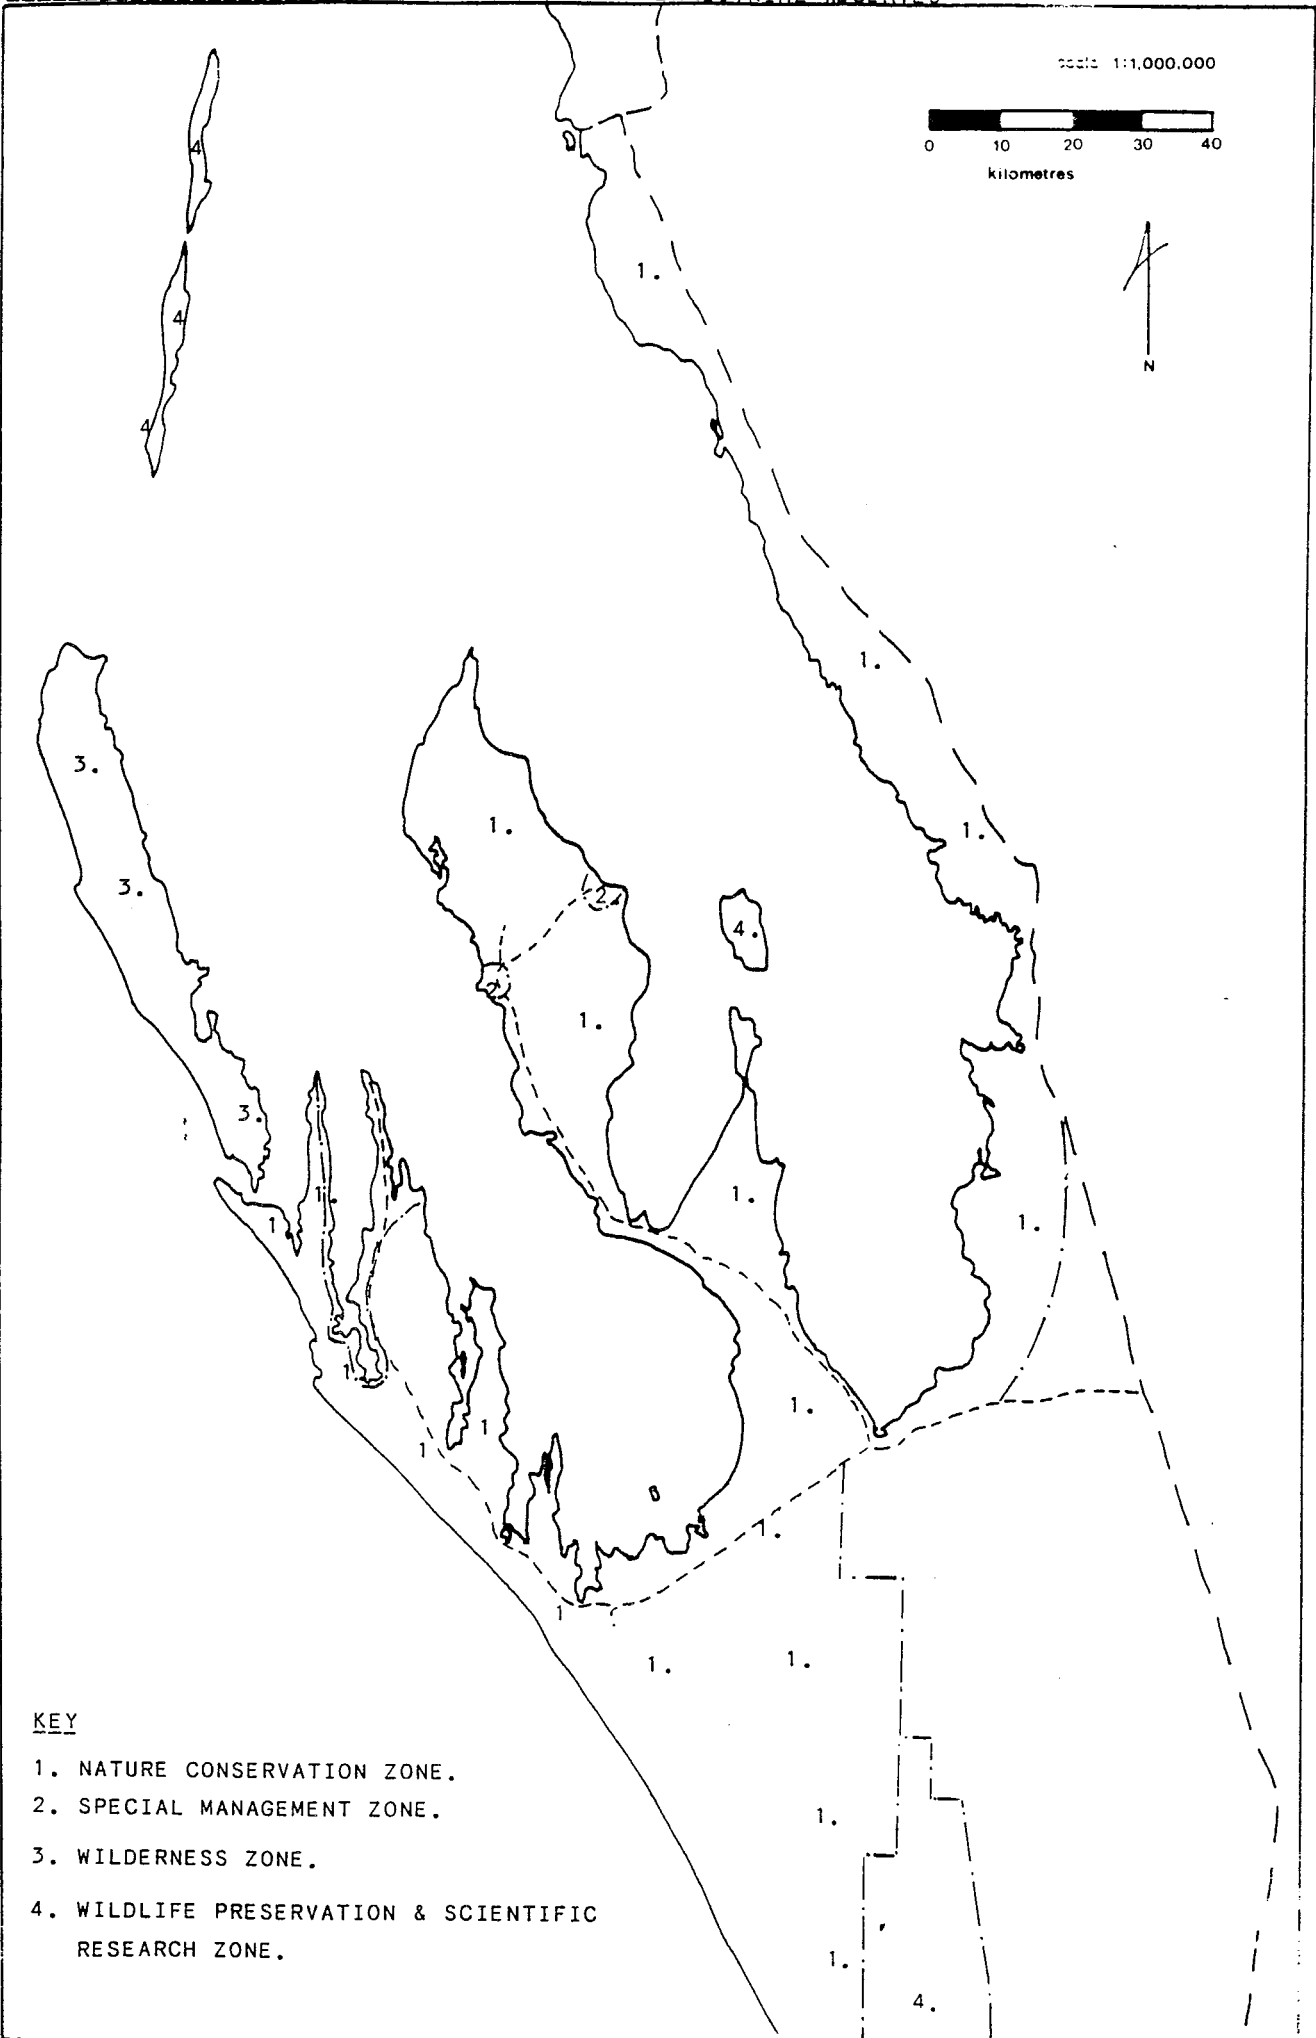 scale 1:1,000,000
0 10 20 30 40
kilometres
N
4
4
4
1.
1.
1.
3.
3.
3.
1.
2.
2
1.
4.
1.
1.
1.
1
1
1
1
1.
1.
1
1.
1.
1.
1.
4.
KEY
1. NATURE CONSERVATION ZONE.
2. SPECIAL MANAGEMENT ZONE.
3. WILDERNESS ZONE.
4. WILDLIFE PRESERVATION & SCIENTIFIC
RESEARCH ZONE.